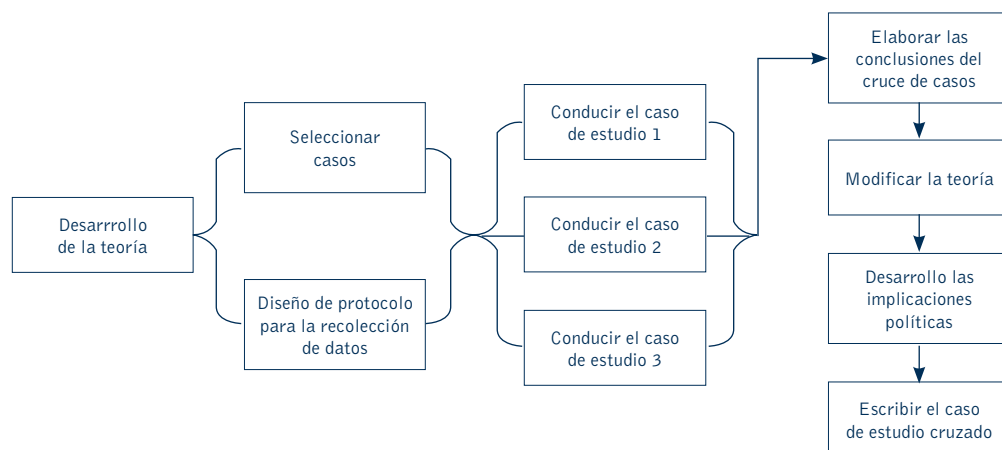 Desarrrollo
de la teoría
Seleccionar
casos
Diseño de protocolo
para la recolección
de datos
Conducir el caso
de estudio 1
Conducir el caso
de estudio 2
Conducir el caso
de estudio 3
Elaborar las
conclusiones del
cruce de casos
Modificar la teoría
Desarrollo las
implicaciones
políticas
Escribir el caso
de estudio cruzado